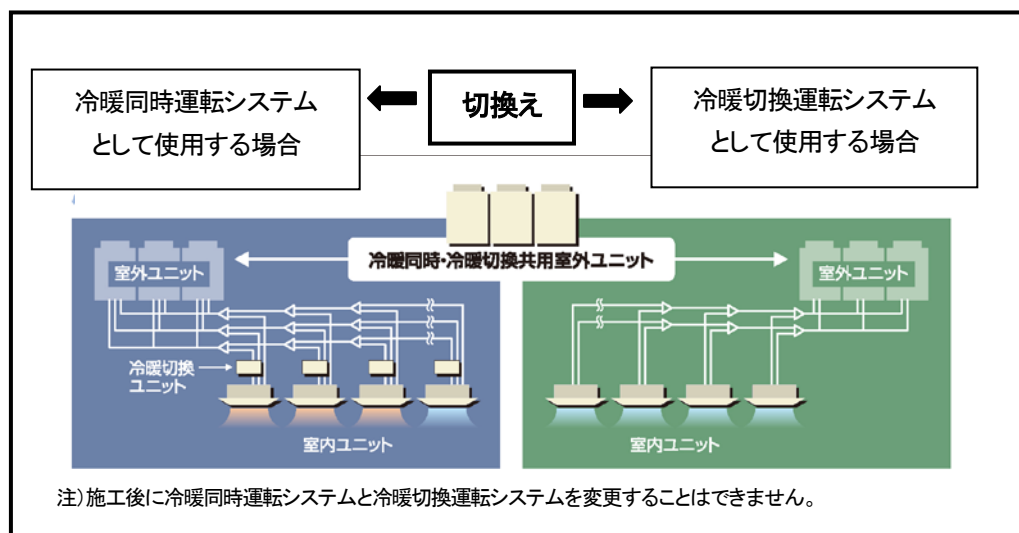 冷暖同時運転システム
として使用する場合
切換え
冷暖切換運転システム
として使用する場合
冷暖同時・冷暖切換共用室外ユニット
室外ユニット
冷暖切換
ユニット
室内ユニット
室外ユニット
室内ユニット
注)施工後に冷暖同時運転システムと冷暖切換運転システムを変更することはできません。